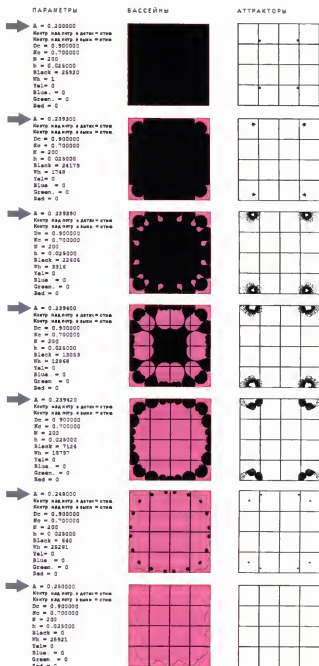 ПАРАМЕТРЫ БАССЕЙНЫ АТТРАКТОРЫ
A = 0.200000
Dc = 0.900000
No = 0.700000
N = 200
h = 0.025000
Black = 25920
Wh = 1
Yel= 0
Blue. = 0
Green. = 0
Red = 0
A = 0.239300
Dc = 0.900000
No = 0.700000
N = 200
h = 0.025000
Black = 24173
Wh = 1748
Yel= 0
Blue = 0
Green. = 0
Red = 0
A = 0.239390
Dc = 0.900000
No = 0.700000
N = 200
h = 0.025000
Black = 22605
Wh = 3316
Yel= 0
Blue = 0
Green. = 0
Red = 0
A = 0.239400
Dc = 0.900000
No = 0.700000
N = 200
h = 0.025000
Black = 13053
Wh = 12868
Yel= 0
Blue. = 0
Green = 0
Red = 0
A = 0.239420
Dc = 0.900000
No = 0.700000
N = 200
h = 0.025000
Black = 7124
Wh = 18797
Yel= 0
Blue. = 0
Green. = 0
Red = 0
A = 0.248000
Dc = 0.900000
No = 0.700000
N = 200
h = 0.025000
Black = 640
Wh = 25281
Yel= 0
Blue = 0
Green. = 0
Red = 0
A = 0.250000
Dc = 0.900000
No = 0.700000
N = 200
h = 0.025000
Black = 0
Wh = 25921
Yel= 0
Blue = 0
Green. = 0